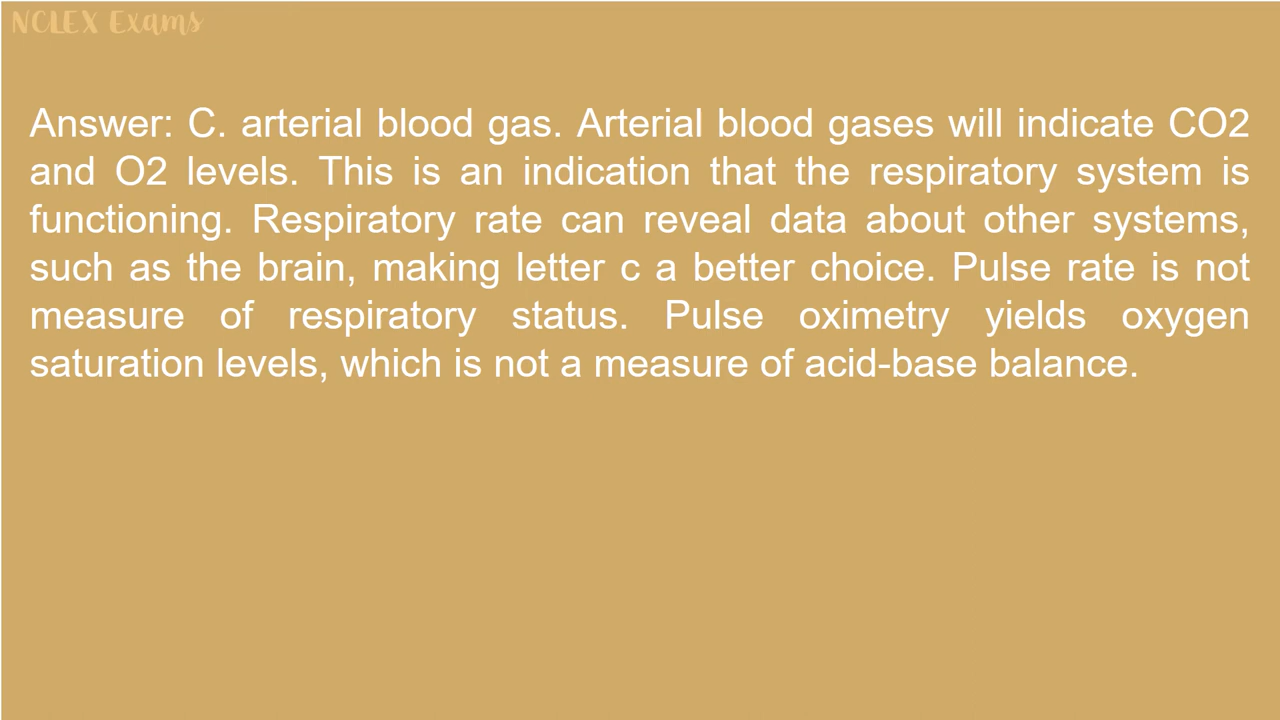 NCLEX Exams
Answer: C. arterial blood gas. Arterial blood gases will indicate CO2
and O2 levels. This is an indication that the respiratory system is
functioning. Respiratory rate can reveal data about other systems,
such as the brain, making letter c a better choice. Pulse rate is not
measure of respiratory status. Pulse oximetry yields oxygen
saturation levels, which is not a measure of acid-base balance.